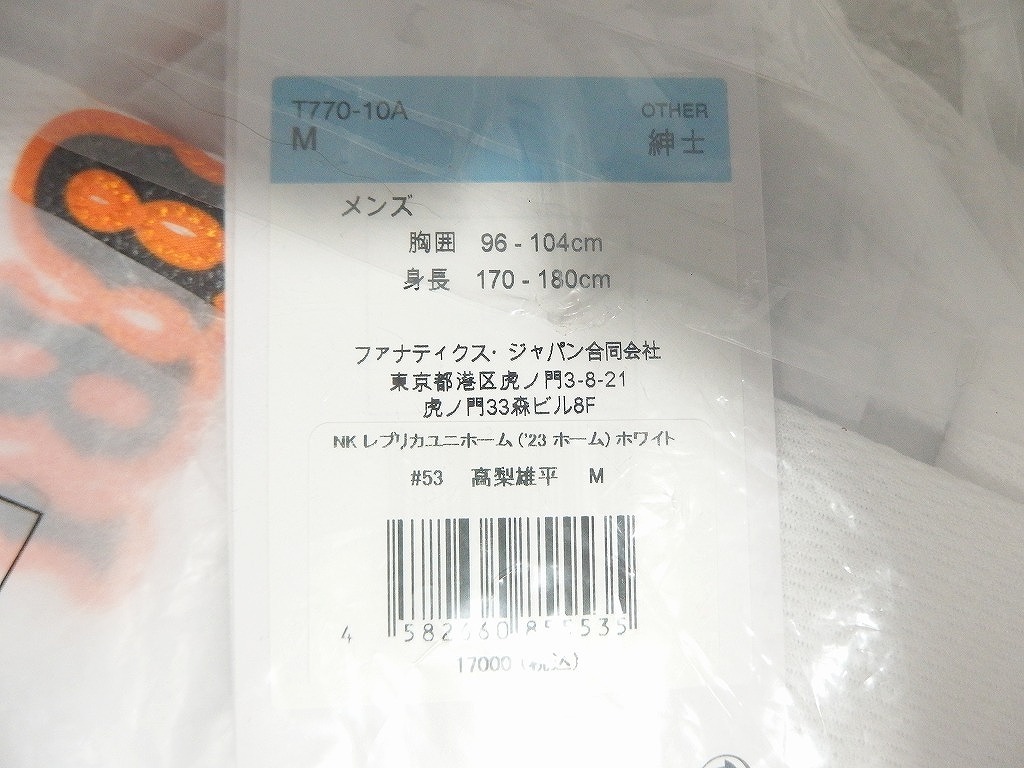 T770-10A
OTHER
M
紳士
メンズ
胸囲 96 - 104cm
身長 170 - 180cm
ファナティクス・ジャパン合同会社
東京都港区虎ノ門3-8-21
虎ノ門33森ビル8F
NK レプリカユニホーム ('23 ホーム) ホワイト
#53 高梨雄平 M
4
17000 (税込)